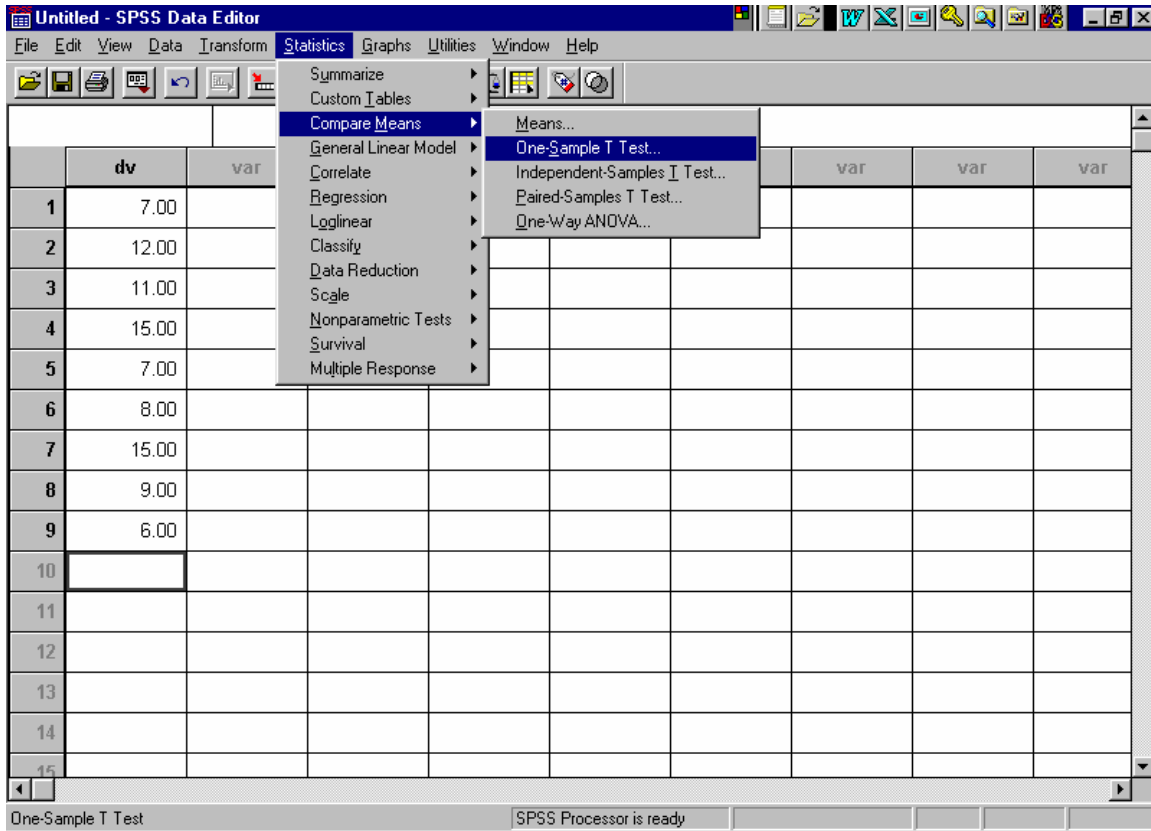 Untitled - SPSS Data Editor
File Edit View Data Transform Statistics Graphs Utilities Window Help
Summarize
Custom Tables
Compare Means
General Linear Model
Correlate
Regression
Loglinear
Classify
Data Reduction
Scale
Nonparametric Tests
Survival
Multiple Response
Means...
One-Sample T Test...
Independent-Samples T Test...
Paired-Samples T Test...
One-Way ANOVA...
dv var var var var
1 7.00
2 12.00
3 11.00
4 15.00
5 7.00
6 8.00
7 15.00
8 9.00
9 6.00
10
11
12
13
14
15
One-Sample T Test SPSS Processor is ready